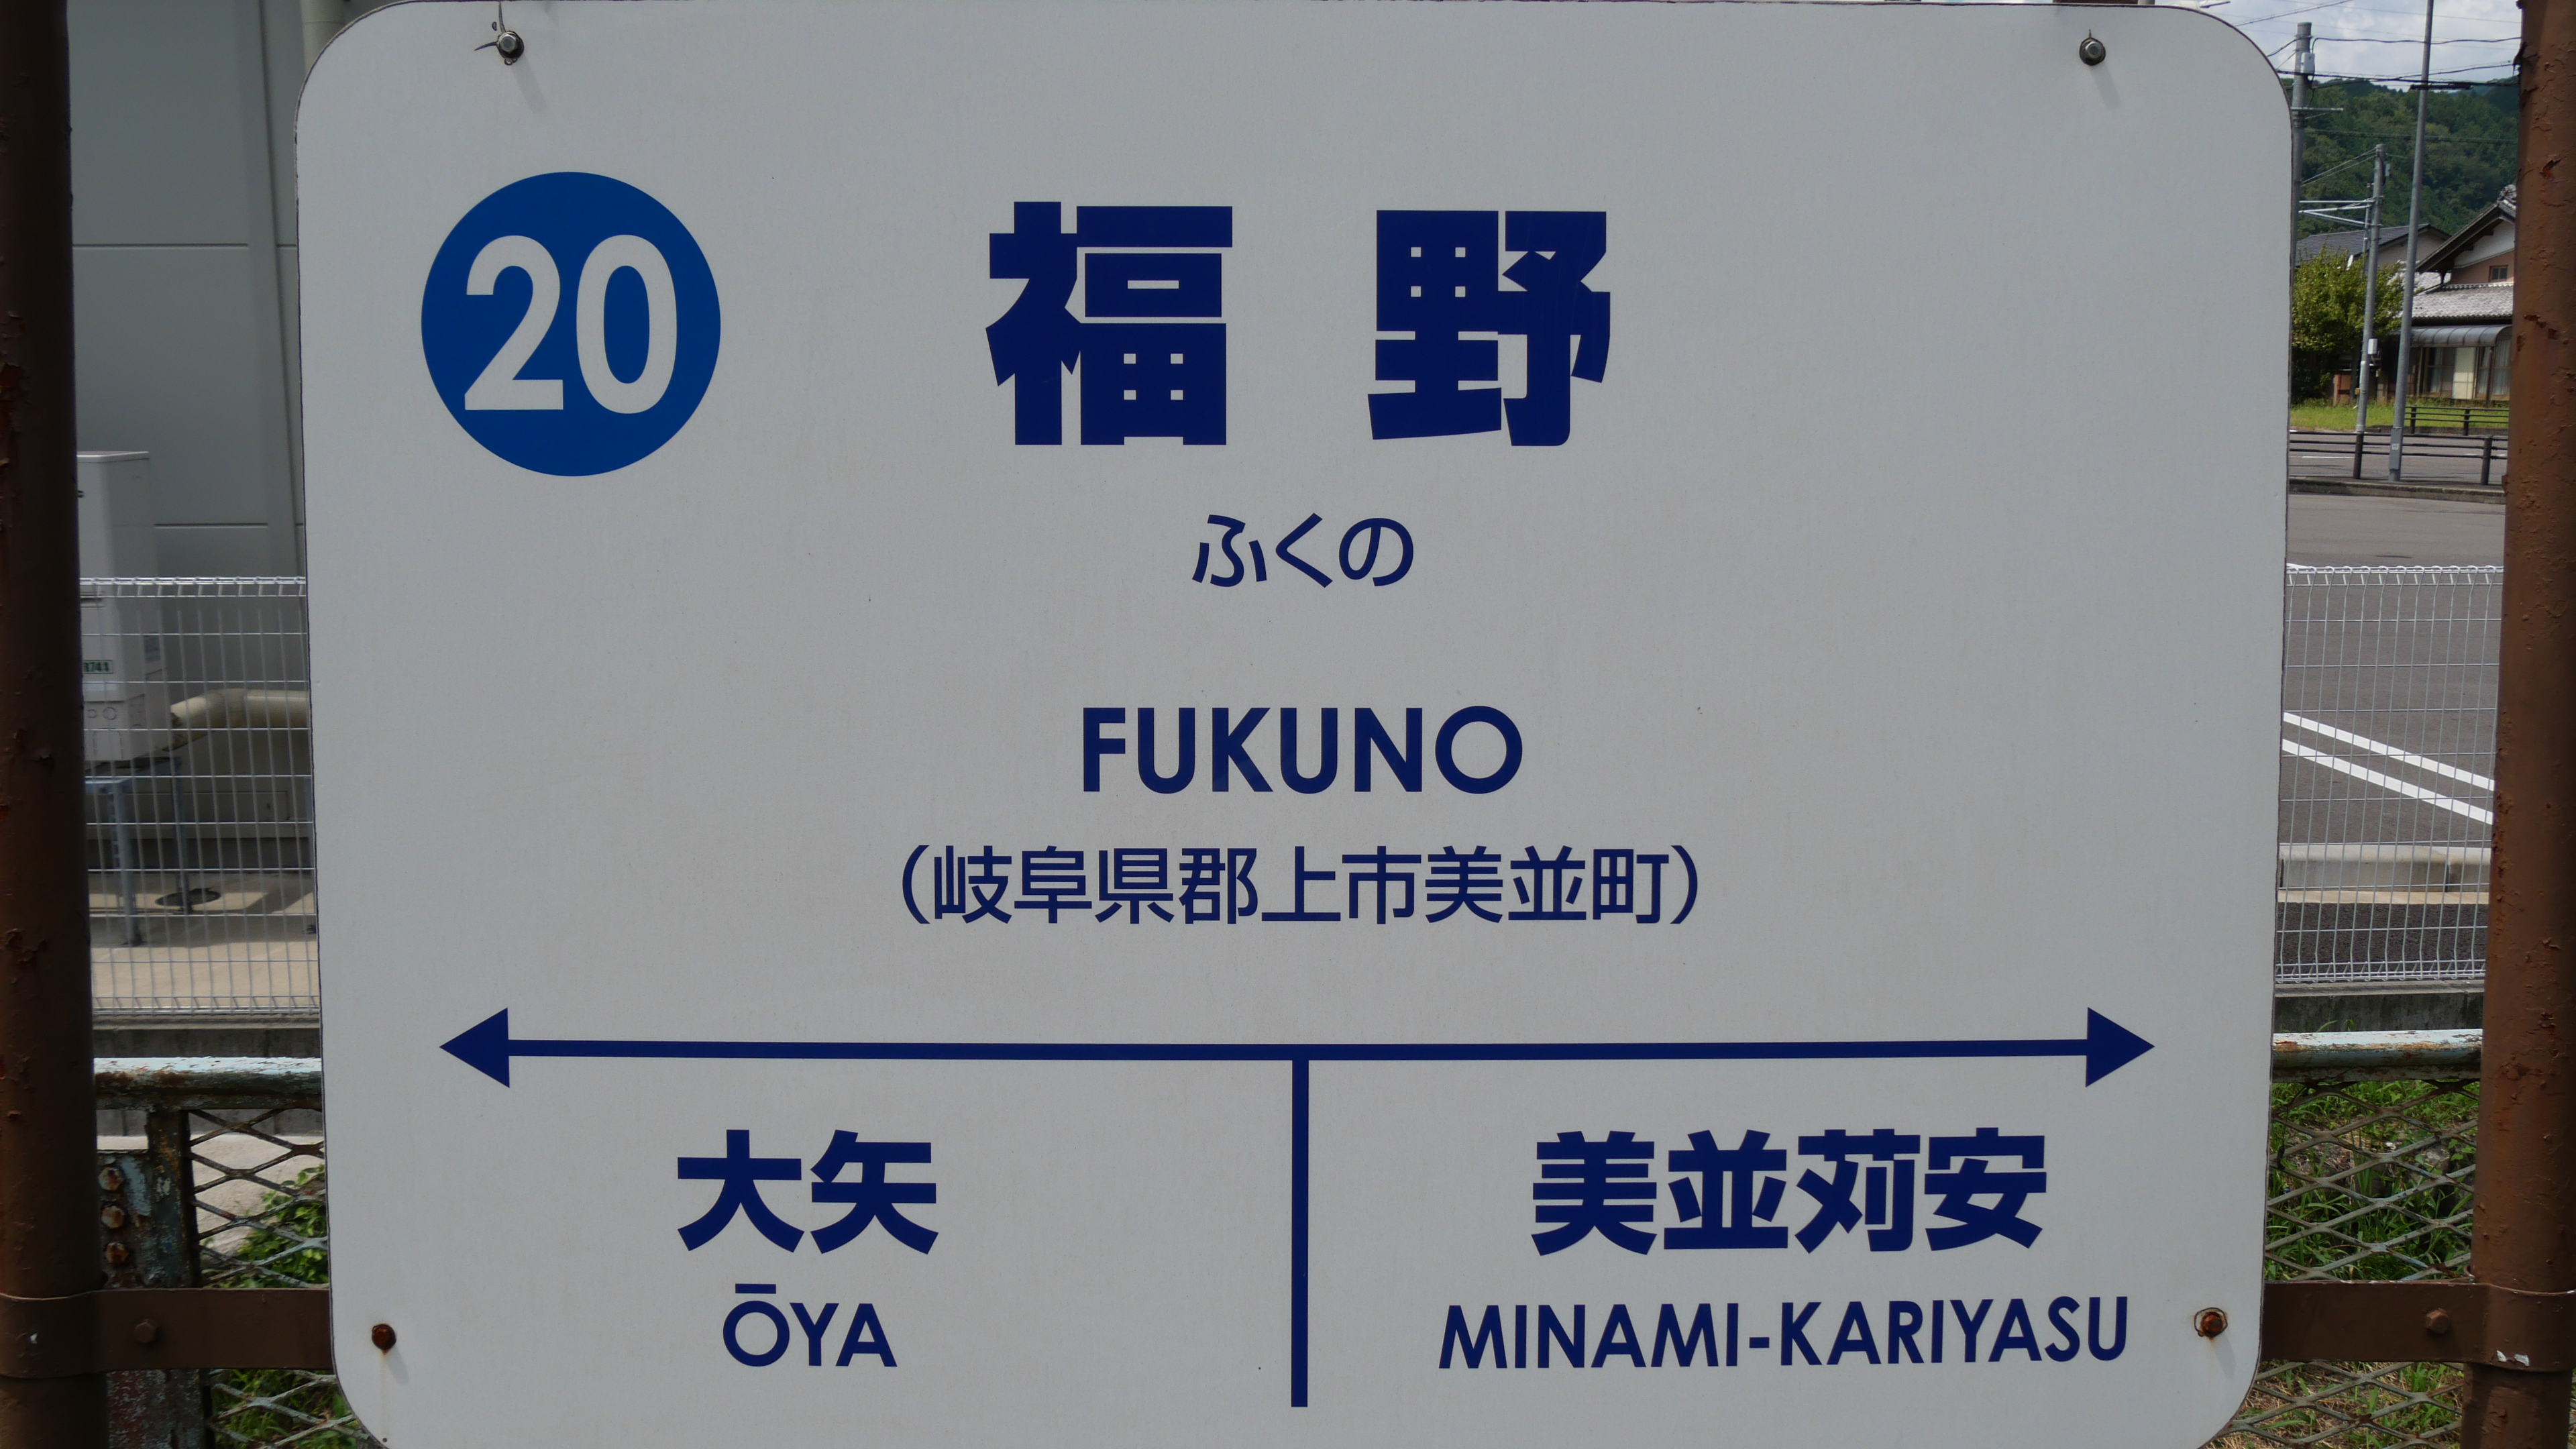 20
福野
ふくの
FUKUNO
（岐阜県郡上市美並町）
大矢
美並苅安
ŌYA
MINAMI-KARIYASU